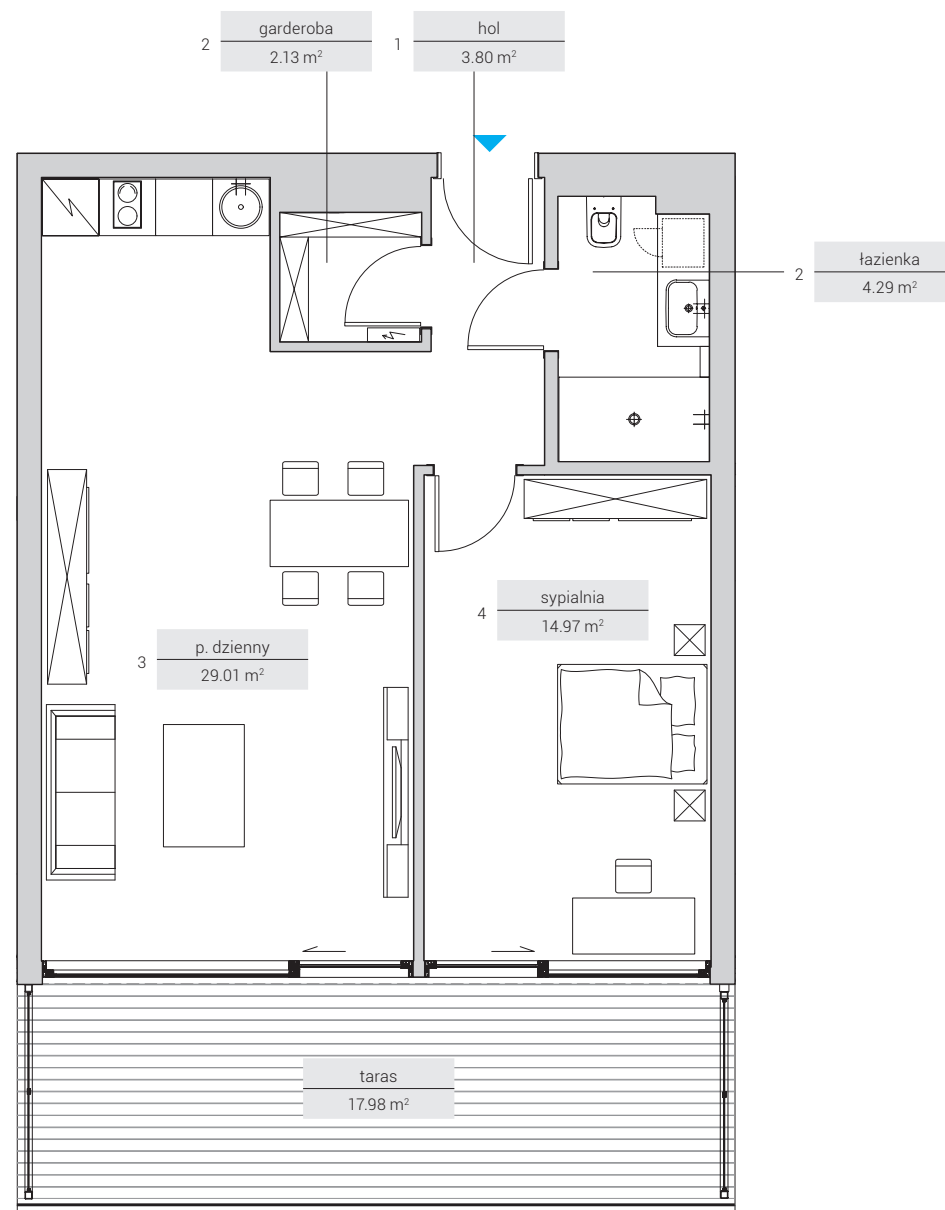 garderoba
2
2.13 m²
hol
1
3.80 m²
łazienka
2
4.29 m²
sypialnia
4
14.97 m²
p. dzienny
3
29.01 m²
taras
17.98 m²